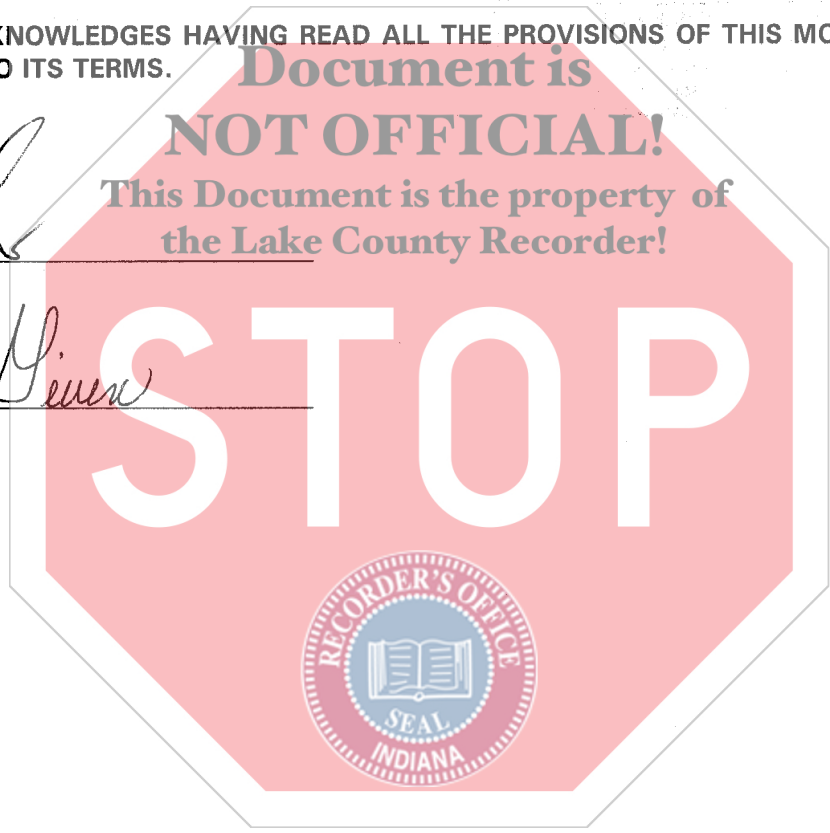 KNOWLEDGES HAVING READ ALL THE PROVISIONS OF THIS MO
O ITS TERMS.
Document is
NOT OFFICIAL!
This Document is the property of
the Lake County Recorder!
STOP
RECORDER'S OFFICE
SEAL
INDIANA